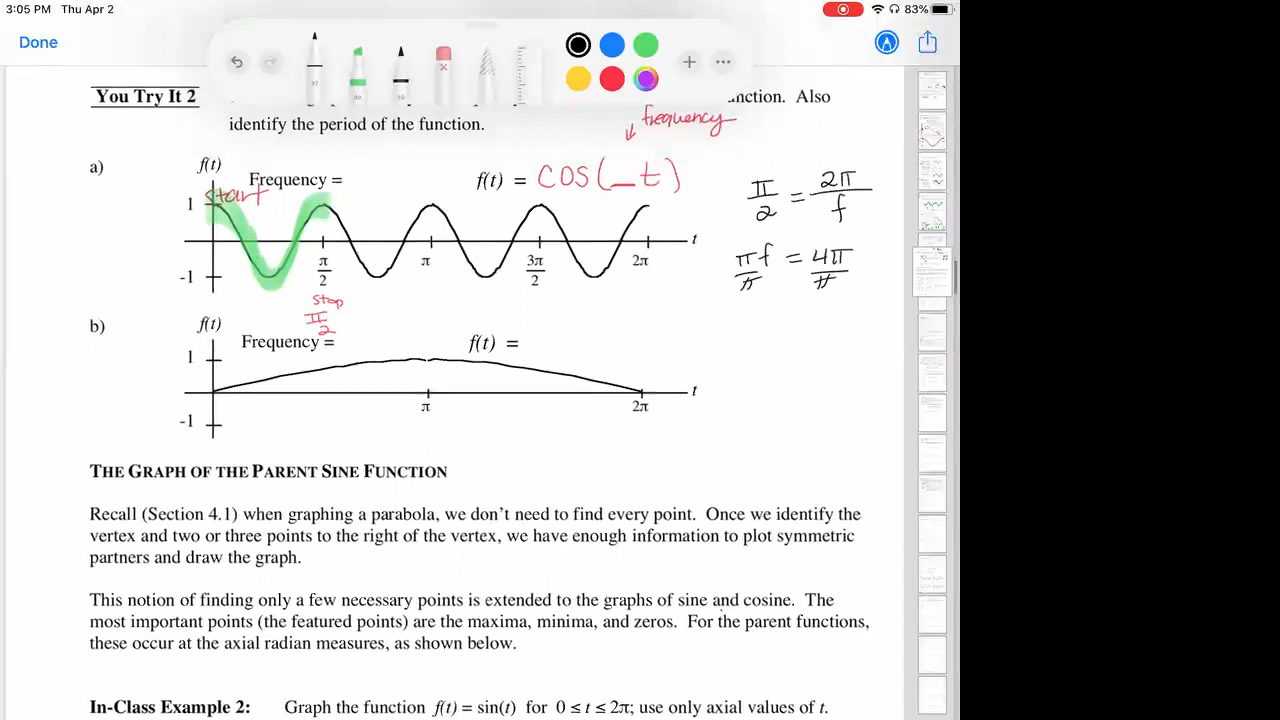 3:05 PM Thu Apr 2
83%
Done
You Try It 2
nction. Also
identify the period of the function.
frequency
a)
f(t)
Frequency =
f(t) = cos(_t)
start
1
-1
t
π/2
π
3π/2
2π
stop
π/2
π/2 = 2π/f
πf/π = 4π/π
b)
f(t)
Frequency =
f(t) =
1
-1
t
π
2π
THE GRAPH OF THE PARENT SINE FUNCTION
Recall (Section 4.1) when graphing a parabola, we don't need to find every point. Once we identify the
vertex and two or three points to the right of the vertex, we have enough information to plot symmetric
partners and draw the graph.
This notion of finding only a few necessary points is extended to the graphs of sine and cosine. The
most important points (the featured points) are the maxima, minima, and zeros. For the parent functions,
these occur at the axial radian measures, as shown below.
In-Class Example 2: Graph the function f(t) = sin(t) for 0 ≤ t ≤ 2π; use only axial values of t.